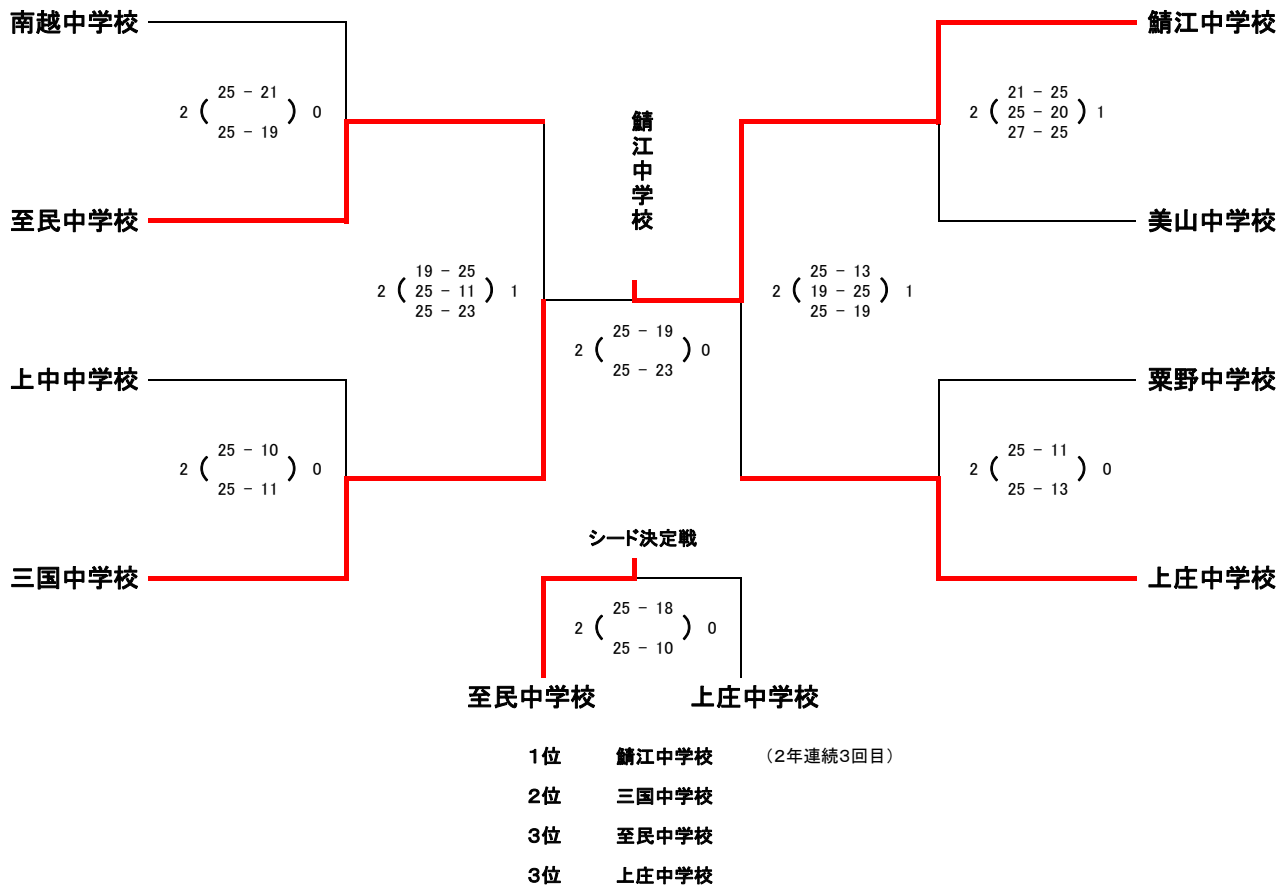 南越中学校
鯖江中学校
25 - 21
2 ( ) 0
25 - 19
21 - 25
2 ( 25 - 20 ) 1
27 - 25
鯖江中学校
至民中学校
美山中学校
19 - 25
2 ( 25 - 11 ) 1
25 - 23
25 - 13
2 ( 19 - 25 ) 1
25 - 19
25 - 19
2 ( ) 0
25 - 23
上中中学校
粟野中学校
25 - 10
2 ( ) 0
25 - 11
25 - 11
2 ( ) 0
25 - 13
シード決定戦
三国中学校
上庄中学校
25 - 18
2 ( ) 0
25 - 10
至民中学校
上庄中学校
1位 鯖江中学校 （2年連続3回目）
2位 三国中学校
3位 至民中学校
3位 上庄中学校